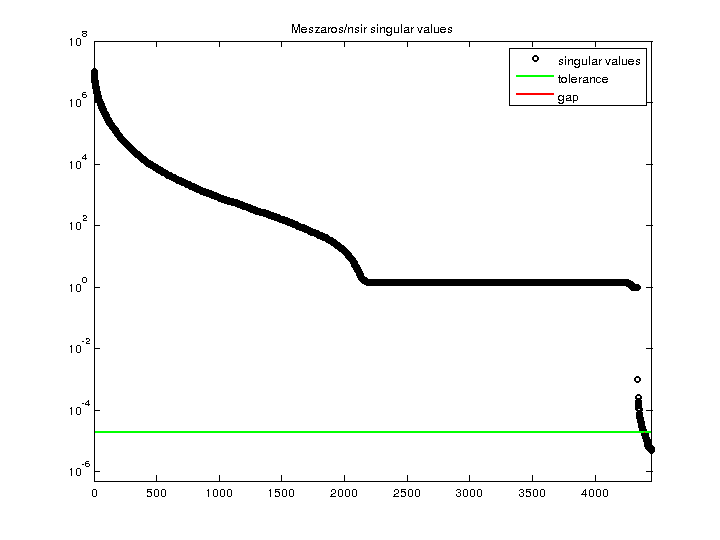 Meszaros/nsir singular values
singular values
tolerance
gap
10^8
10^6
10^4
10^2
10^0
10^-2
10^-4
10^-6
0 500 1000 1500 2000 2500 3000 3500 4000